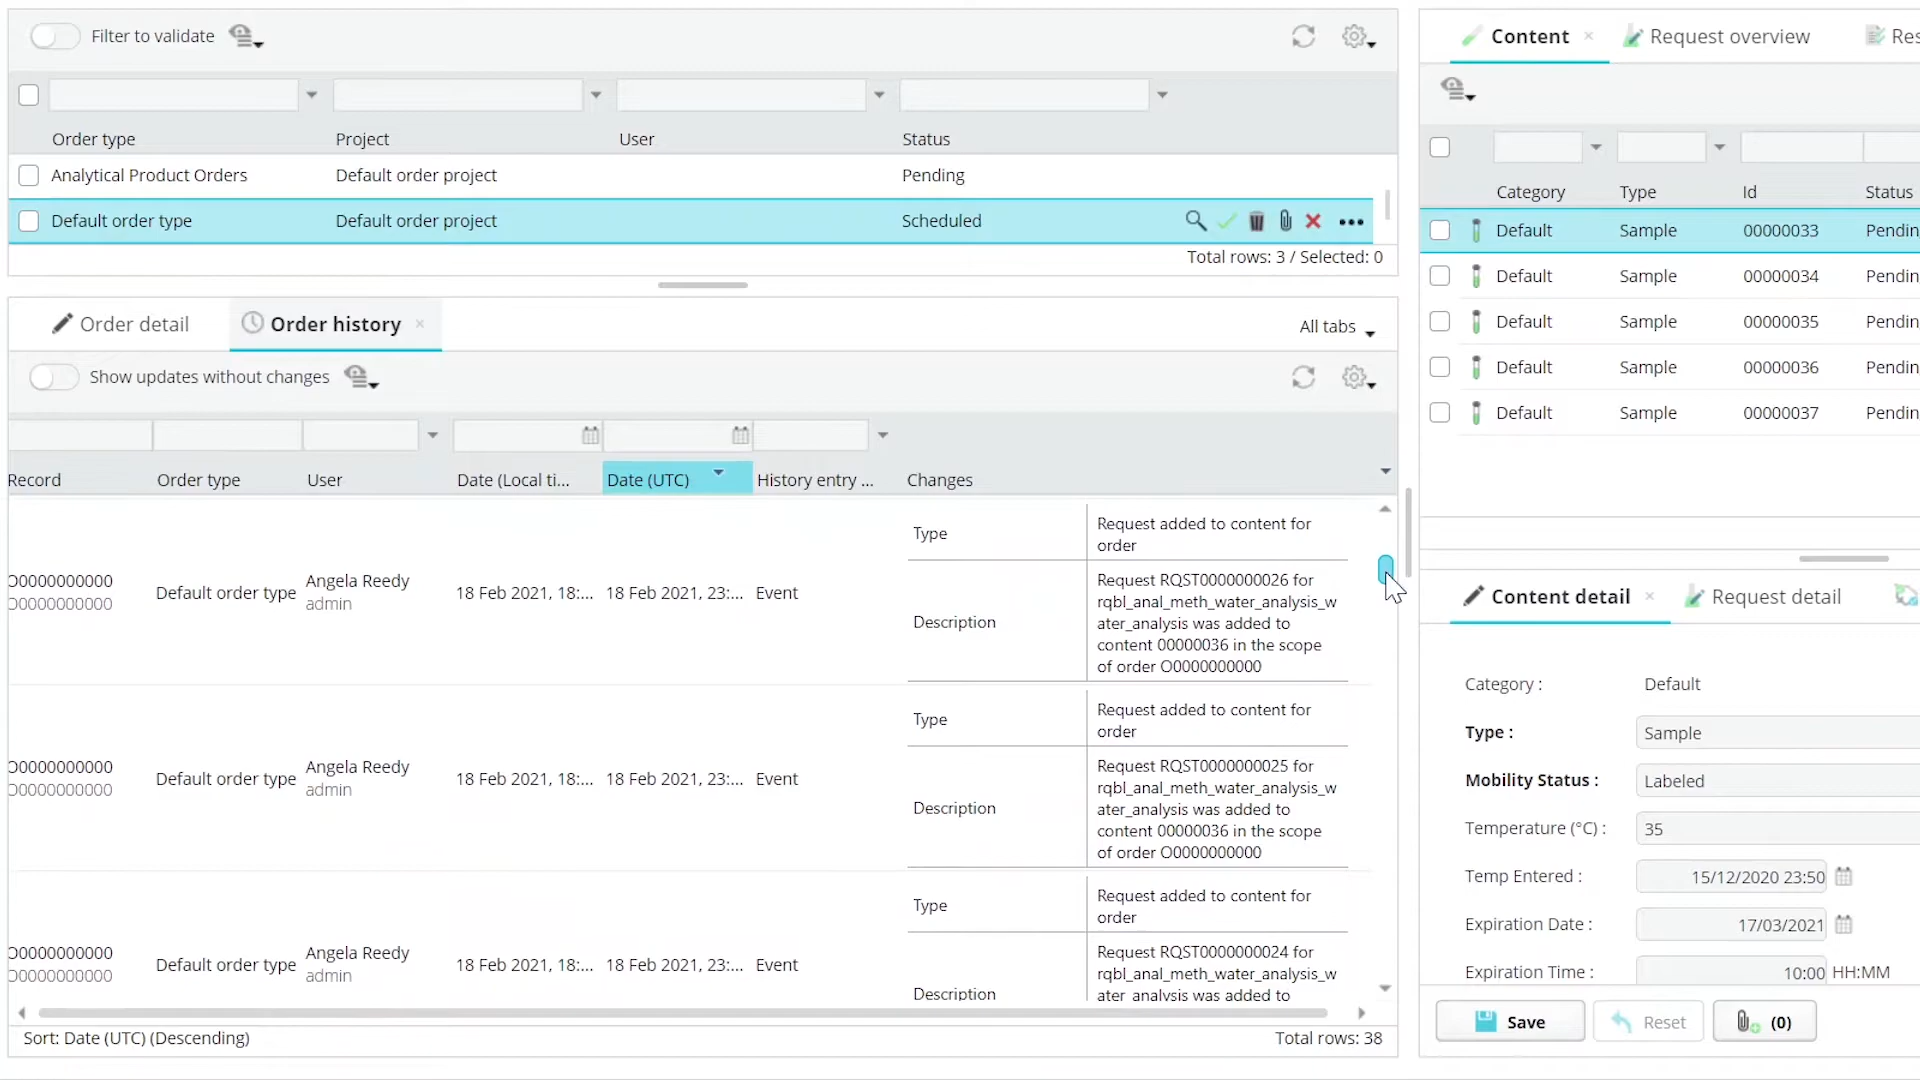 Filter to validate
Order type Project User Status
Analytical Product Orders Default order project Pending
Default order type Default order project Scheduled
Total rows: 3 / Selected: 0
Order detail Order history All tabs
Show updates without changes
Record Order type User Date (Local ti... Date (UTC) History entry ... Changes
Type
Request added to content for
order
O0000000000
O0000000000
Default order type
Angela Reedy
admin
18 Feb 2021, 18:... 18 Feb 2021, 23:... Event
Description
Request RQST0000000026 for
rqbl_anal_meth_water_analysis_w
ater_analysis was added to
content 00000036 in the scope
of order O0000000000
Type
Request added to content for
order
O0000000000
O0000000000
Default order type
Angela Reedy
admin
18 Feb 2021, 18:... 18 Feb 2021, 23:... Event
Description
Request RQST0000000025 for
rqbl_anal_meth_water_analysis_w
ater_analysis was added to
content 00000036 in the scope
of order O0000000000
Type
Request added to content for
order
O0000000000
O0000000000
Default order type
Angela Reedy
admin
18 Feb 2021, 18:... 18 Feb 2021, 23:... Event
Description
Request RQST0000000024 for
rqbl_anal_meth_water_analysis_w
ater_analysis was added to
Sort: Date (UTC) (Descending) Total rows: 38
Content Request overview Res
Category Type Id Status
Default Sample 00000033 Pendin
Default Sample 00000034 Pendin
Default Sample 00000035 Pendin
Default Sample 00000036 Pendin
Default Sample 00000037 Pendin
Content detail Request detail
Category : Default
Type : Sample
Mobility Status : Labeled
Temperature (°C) : 35
Temp Entered : 15/12/2020 23:50
Expiration Date : 17/03/2021
Expiration Time : 10:00 HH:MM
Save Reset (0)